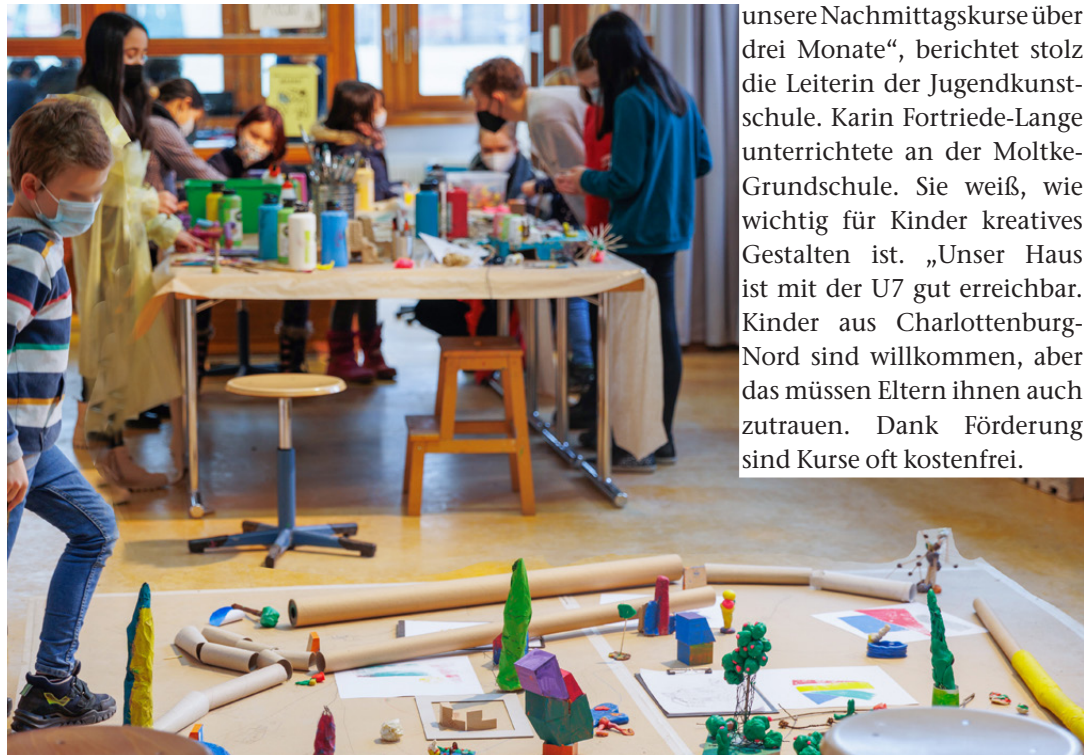 unsere Nachmittagskurse über
drei Monate“, berichtet stolz
die Leiterin der Jugendkunst-
schule. Karin Fortriede-Lange
unterrichtete an der Moltke-
Grundschule. Sie weiß, wie
wichtig für Kinder kreatives
Gestalten ist. „Unser Haus
ist mit der U7 gut erreichbar.
Kinder aus Charlottenburg-
Nord sind willkommen, aber
das müssen Eltern ihnen auch
zutrauen. Dank Förderung
sind Kurse oft kostenfrei.